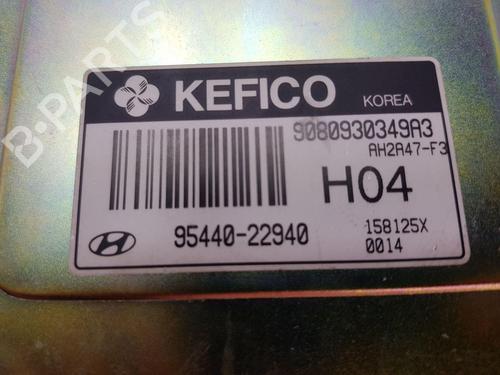 KEFICO KOREA
9080930349A3
AH2A47-F3
H04
95440-22940
158125X
0014
B-PARTS